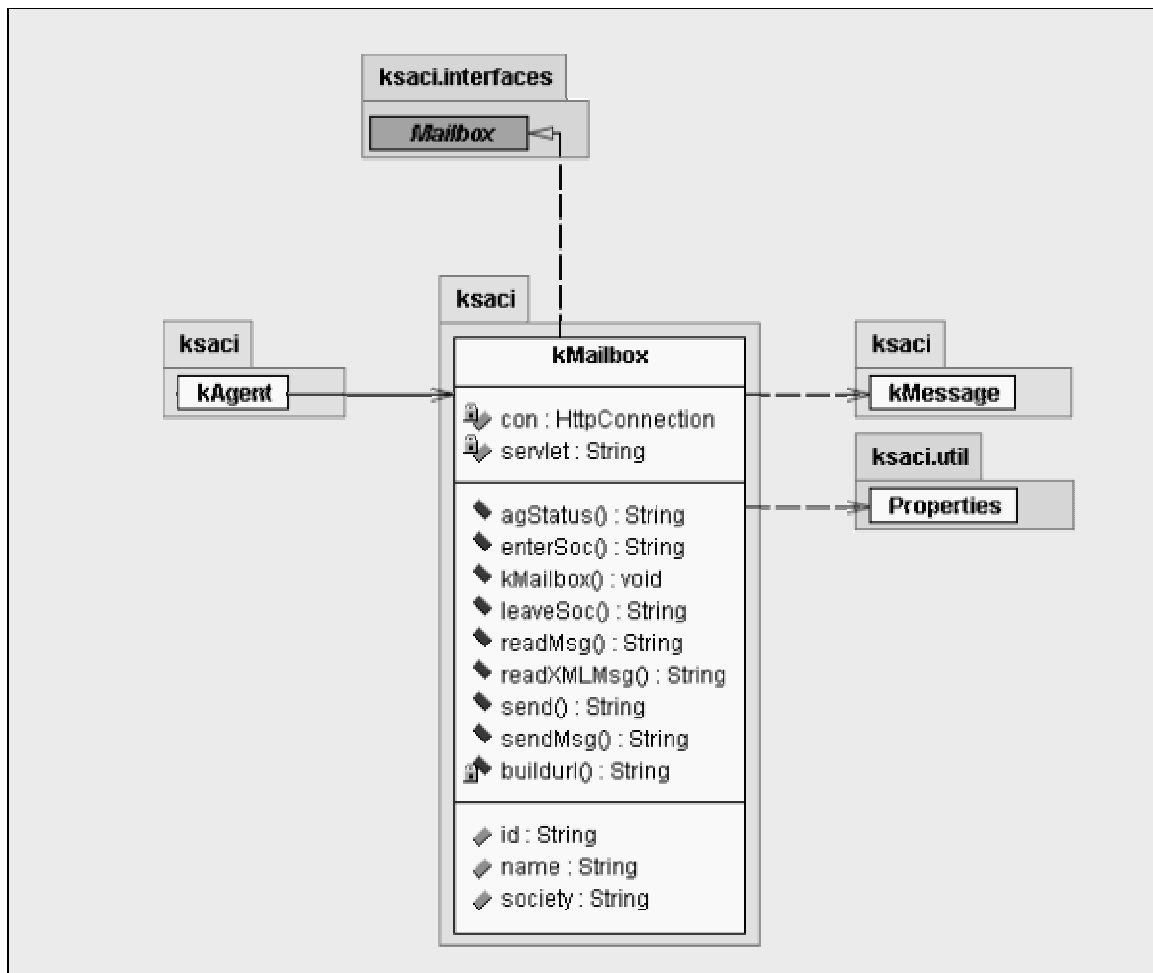 ksaci.interfaces
Mailbox
ksaci
kAgent
ksaci
kMailbox
con : HttpConnection
servlet : String
agStatus() : String
enterSoc() : String
kMailbox() : void
leaveSoc() : String
readMsg() : String
readXMLMsg() : String
send() : String
sendMsg() : String
buildurl() : String
id : String
name : String
society : String
ksaci
kMessage
ksaci.util
Properties